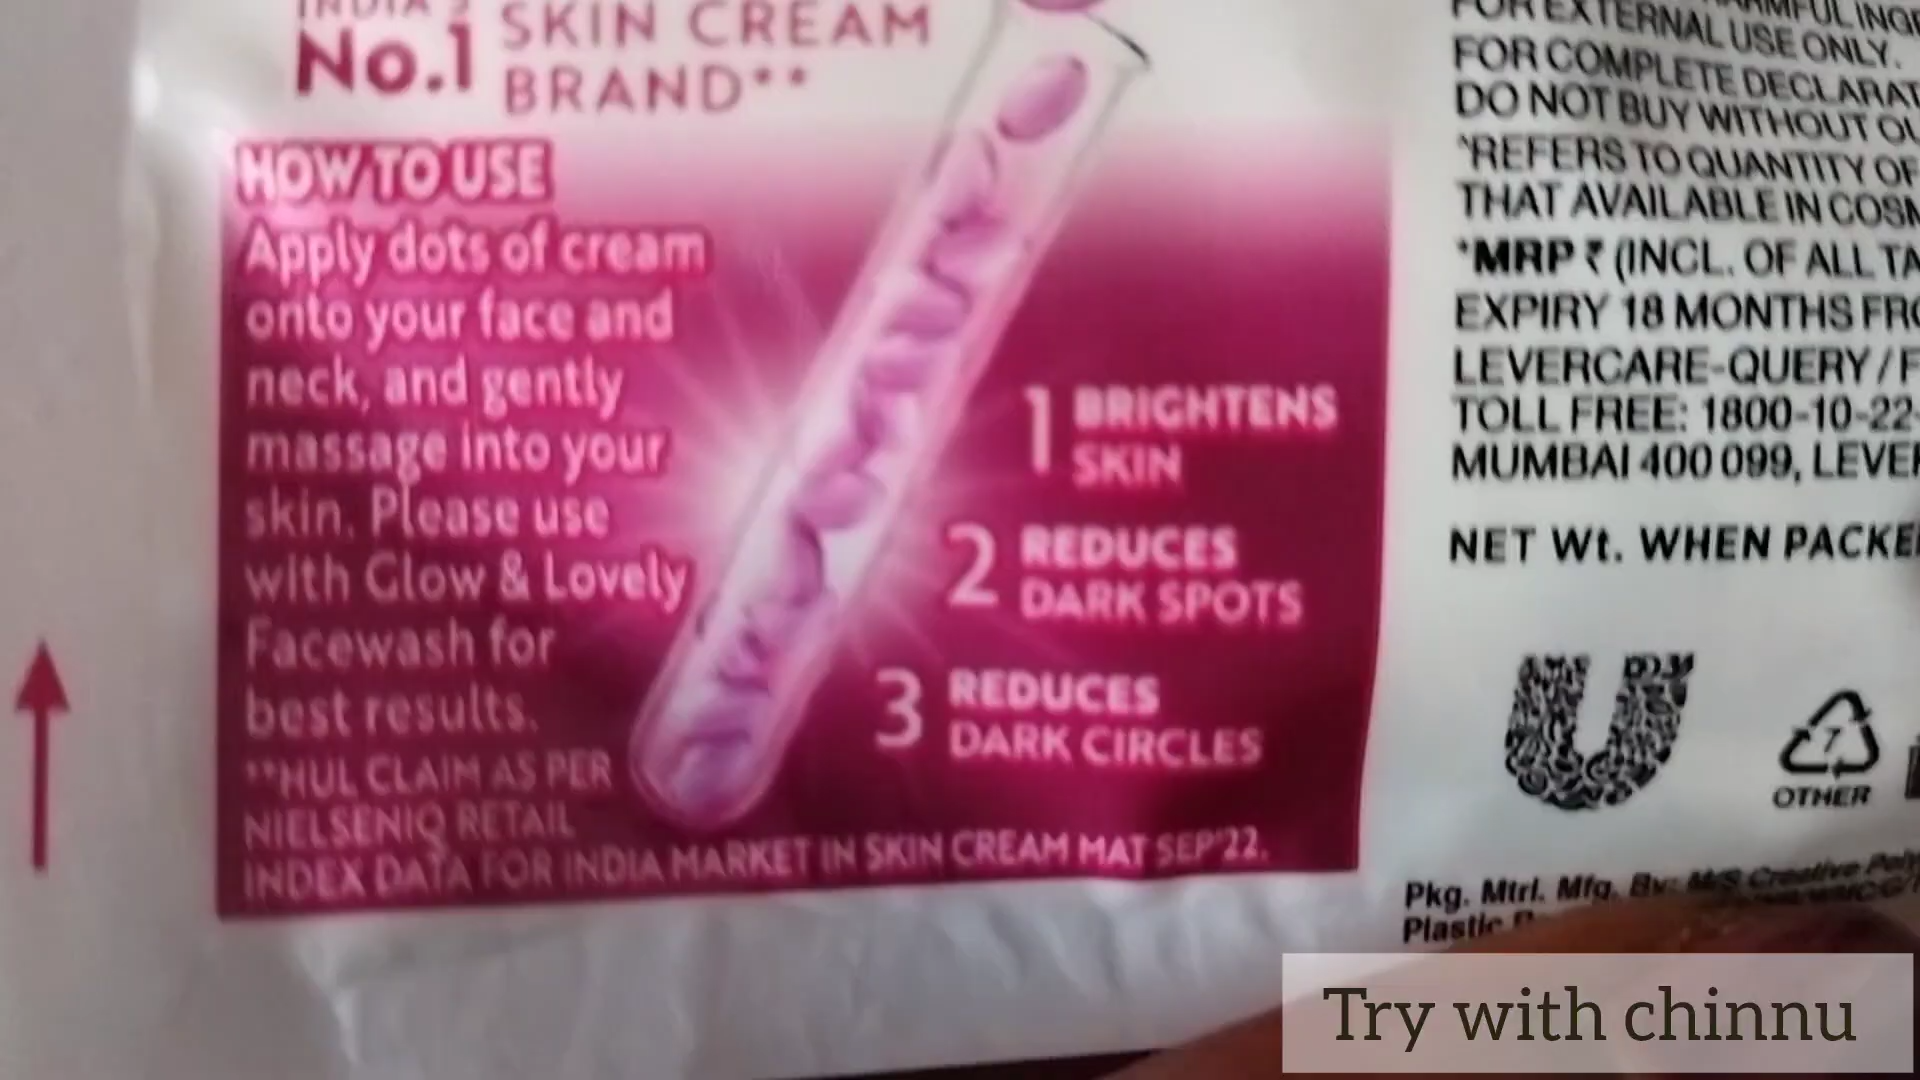 INDIA'S
No.1
SKIN CREAM
BRAND**
HOW TO USE
Apply dots of cream
onto your face and
neck, and gently
massage into your
skin. Please use
with Glow & Lovely
Facewash for
best results.
**HUL CLAIM AS PER
NIELSENIQ RETAIL
INDEX DATA FOR INDIA MARKET IN SKIN CREAM MAT SEP'22.
1 BRIGHTENS
SKIN
2 REDUCES
DARK SPOTS
3 REDUCES
DARK CIRCLES
FOR EXTERNAL USE ONLY.
FOR COMPLETE DECLARAT
DO NOT BUY WITHOUT OU
*REFERS TO QUANTITY OF
THAT AVAILABLE IN COSM
*MRP ₹ (INCL. OF ALL TA
EXPIRY 18 MONTHS FRO
LEVERCARE-QUERY / F
TOLL FREE: 1800-10-22-
MUMBAI 400 099, LEVER
NET Wt. WHEN PACKE
7
OTHER
Pkg. Mtrl. Mfg. By: M/S Creative Poly
Plastic
Try with chinnu